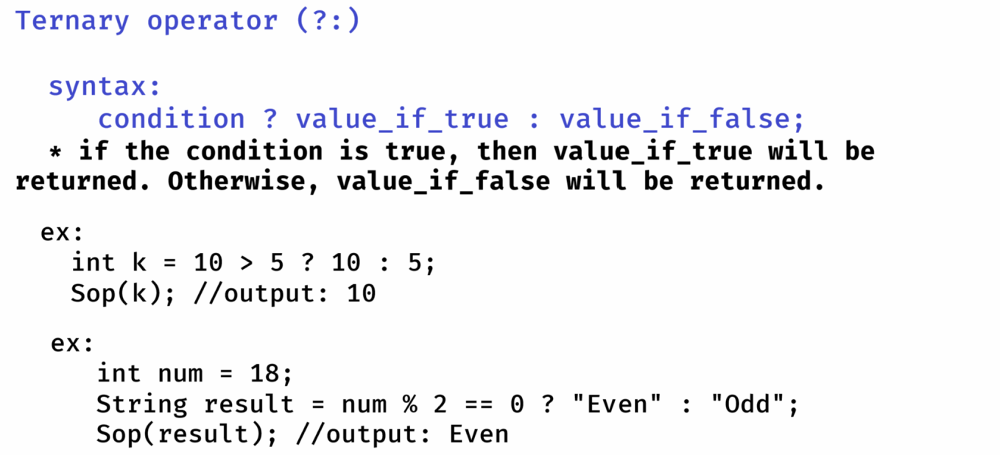 Ternary operator (?:)
syntax:
condition ? value_if_true : value_if_false;
* if the condition is true, then value_if_true will be
returned. Otherwise, value_if_false will be returned.
ex:
int k = 10 > 5 ? 10 : 5;
Sop(k); //output: 10
ex:
int num = 18;
String result = num % 2 == 0 ? "Even" : "Odd";
Sop(result); //output: Even